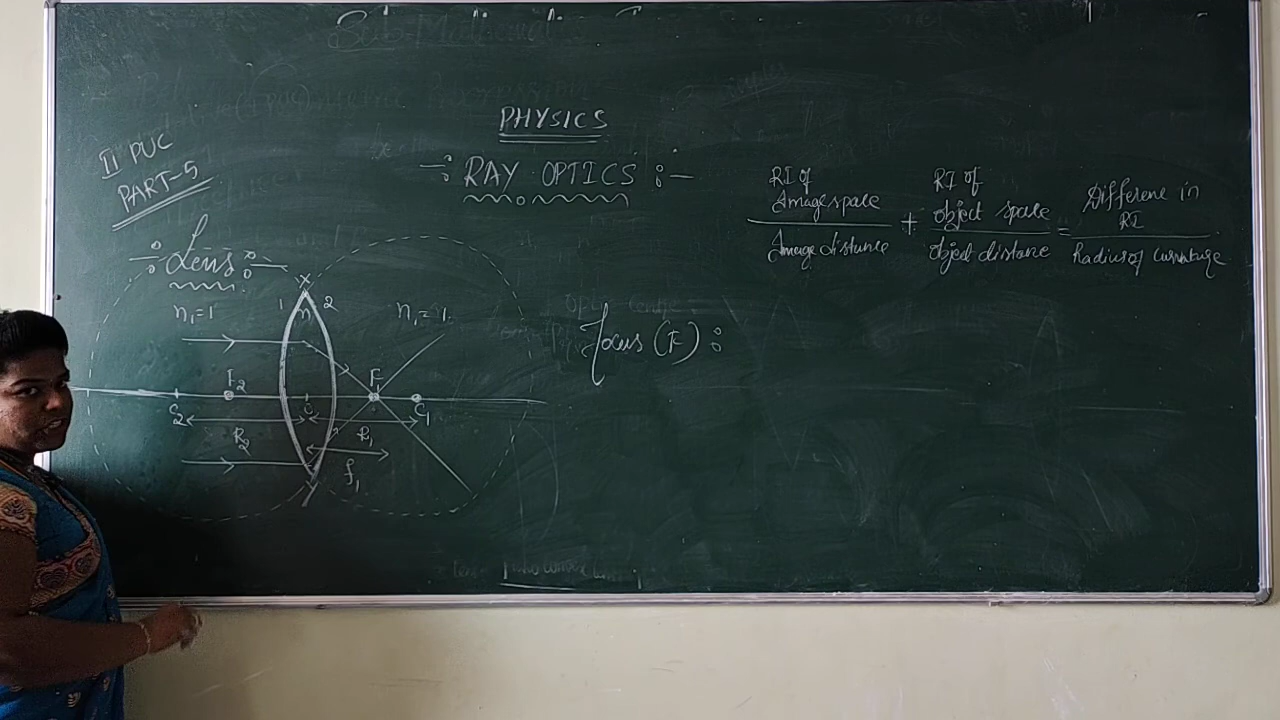 PHYSICS
II PUC
PART-5
RAY OPTICS :-
Lens
RI of
Image space
Image distance
+
RI of
object space
object distance
=
Difference in
RI
Radius of curvature
X
1
2
n₁=1
n
n₁=1
Focus (F) :
F₂
F₁
C₂
C
C₁
R₂
R₁
f₁